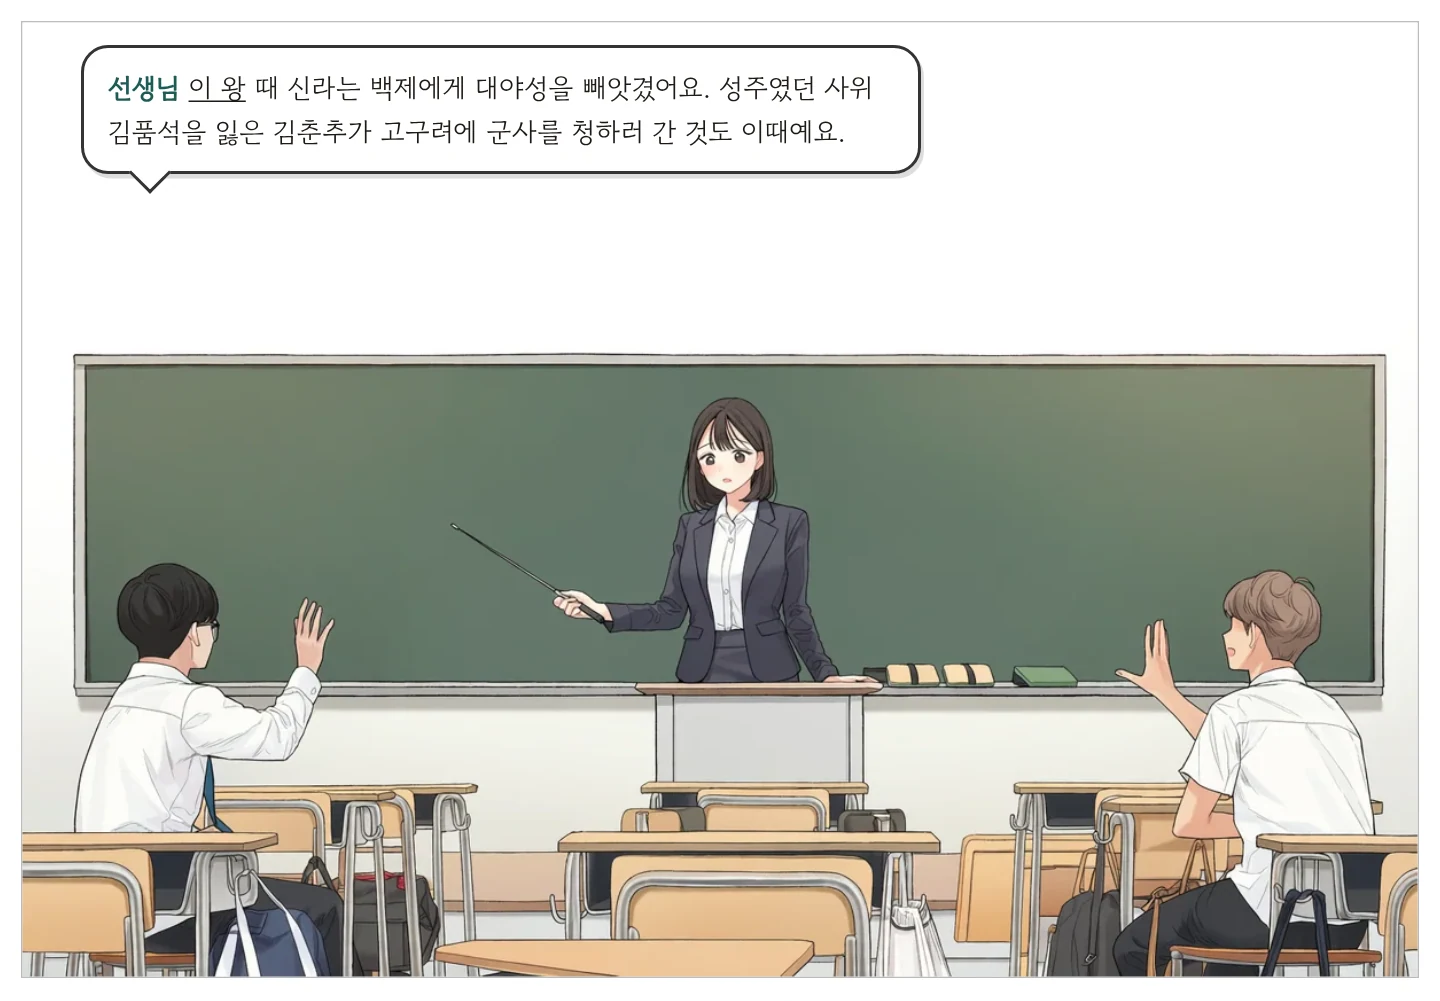 선생님 이 왕 때 신라는 백제에게 대야성을 빼앗겼어요. 성주였던 사위
김품석을 잃은 김춘추가 고구려에 군사를 청하러 간 것도 이때예요.